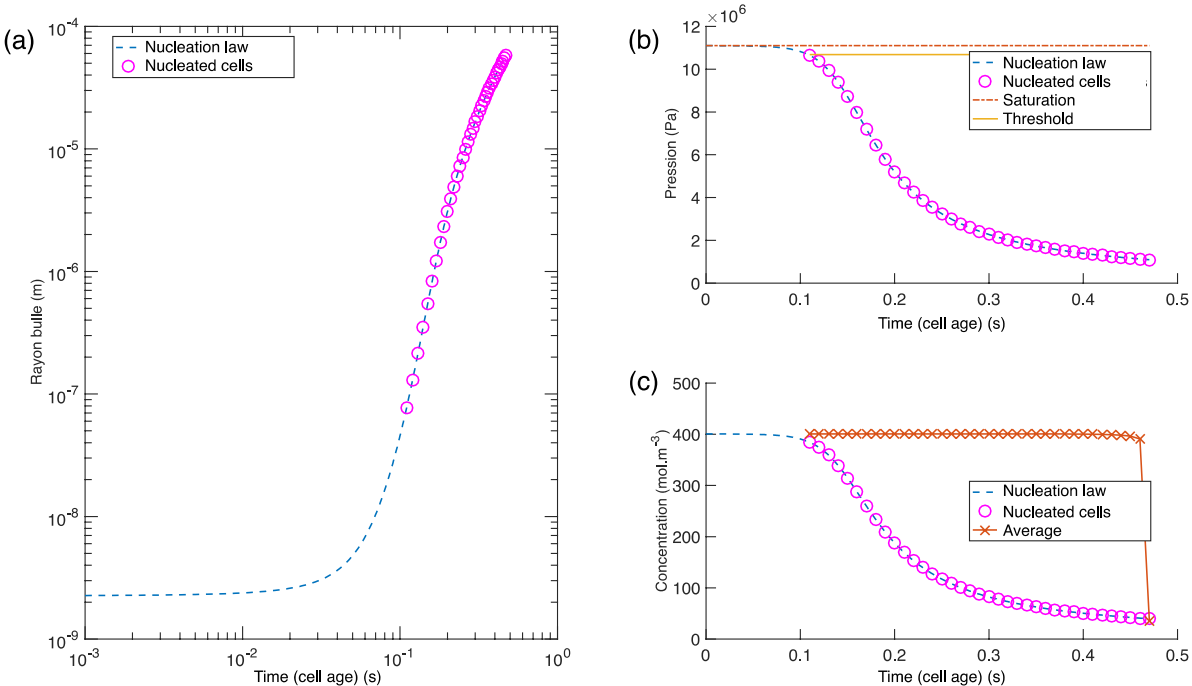 (a)
10⁻⁴
10⁻⁵
10⁻⁶
10⁻⁷
10⁻⁸
10⁻⁹
Rayon bulle (m)
Nucleation law
Nucleated cells
10⁻³
10⁻²
10⁻¹
10⁰
Time (cell age) (s)
(b)
× 10⁶
12
10
8
6
4
2
0
Pression (Pa)
Nucleation law
Nucleated cells
Saturation
Threshold
0
0.1
0.2
0.3
0.4
0.5
Time (cell age) (s)
(c)
500
400
300
200
100
0
Concentration (mol.m⁻³)
Nucleation law
Nucleated cells
Average
0
0.1
0.2
0.3
0.4
0.5
Time (cell age) (s)